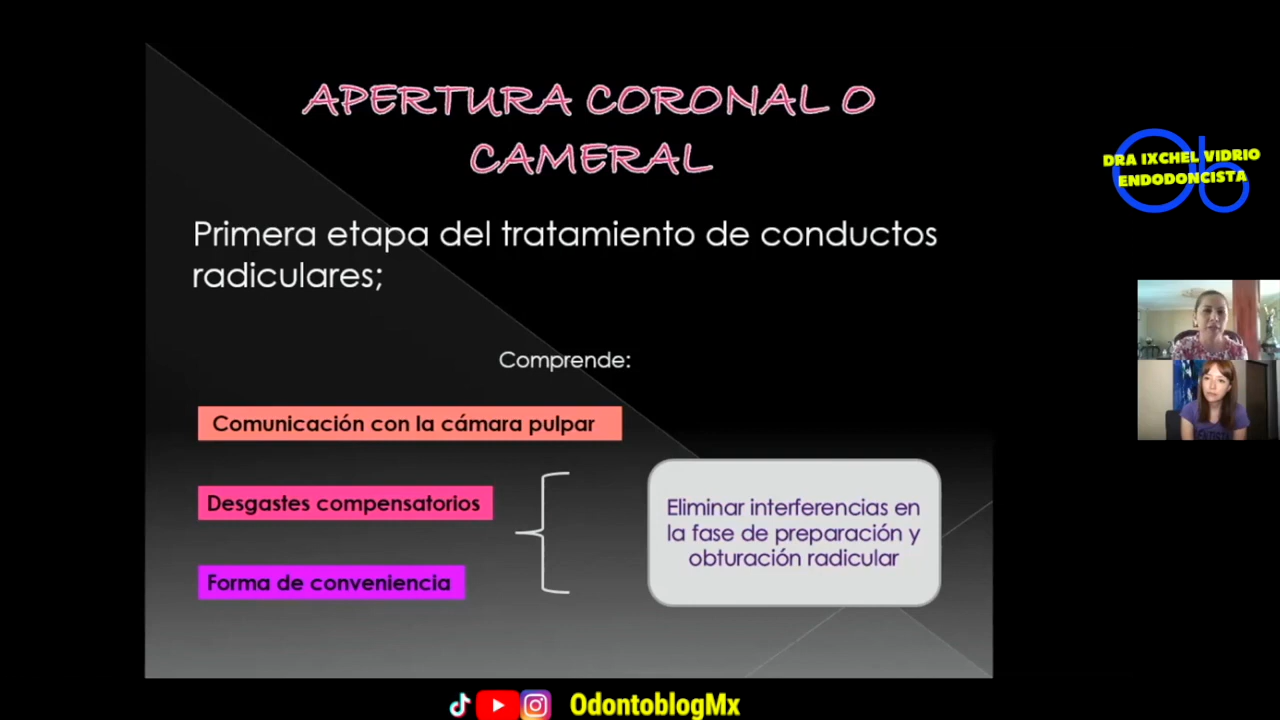 APERTURA CORONAL O
CAMERAL
DRA IXCHEL VIDRIO
ENDODONCISTA
Primera etapa del tratamiento de conductos
radiculares;
Comprende:
Comunicación con la cámara pulpar
Desgastes compensatorios
Forma de conveniencia
Eliminar interferencias en
la fase de preparación y
obturación radicular
OdontoblogMx